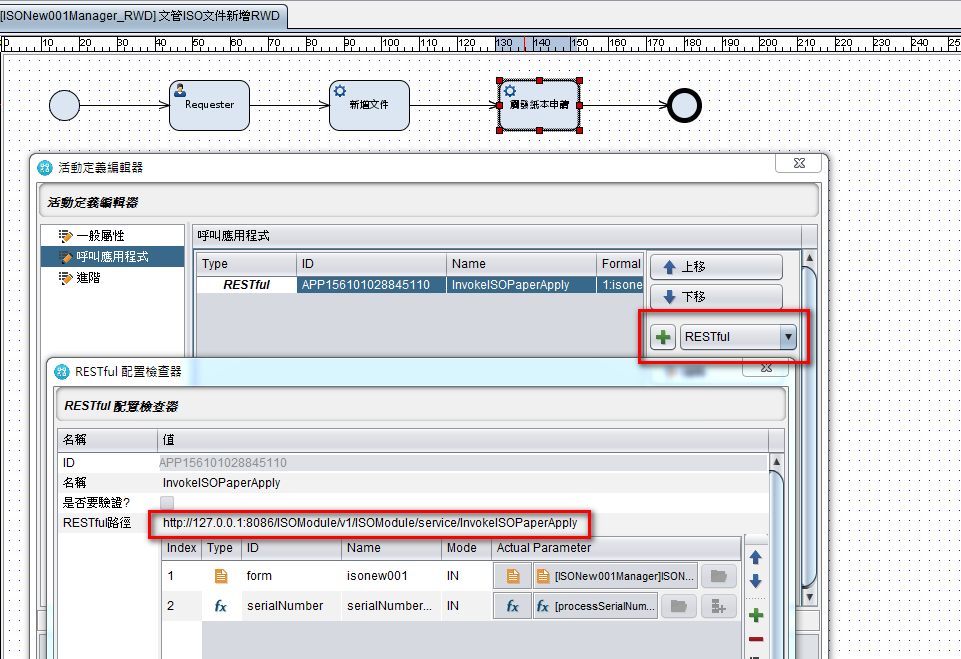 [ISONew001Manager_RWD] 文管ISO文件新增RWD
0 10 20 30 40 50 60 70 80 90 100 110 120 130 140 150 160 170 180 190 200 210 220 230 240 25
Requester
新增文件
觸發紙本申請
活動定義編輯器
活動定義編輯器
一般屬性
呼叫應用程式
進階
呼叫應用程式
Type ID Name Formal
RESTful APP156101028845110 InvokeISOPaperApply 1:isone
上移
下移
RESTful
RESTful 配置檢查器
RESTful 配置檢查器
名稱 值
ID APP156101028845110
名稱 InvokeISOPaperApply
是否要驗證?
RESTful路徑 http://127.0.0.1:8086/ISOModule/v1/ISOModule/service/InvokeISOPaperApply
Index Type ID Name Mode Actual Parameter
1 form isonew001 IN [ISONew001Manager]ISON...
2 fx serialNumber serialNumber... IN fx fx [processSerialNum...